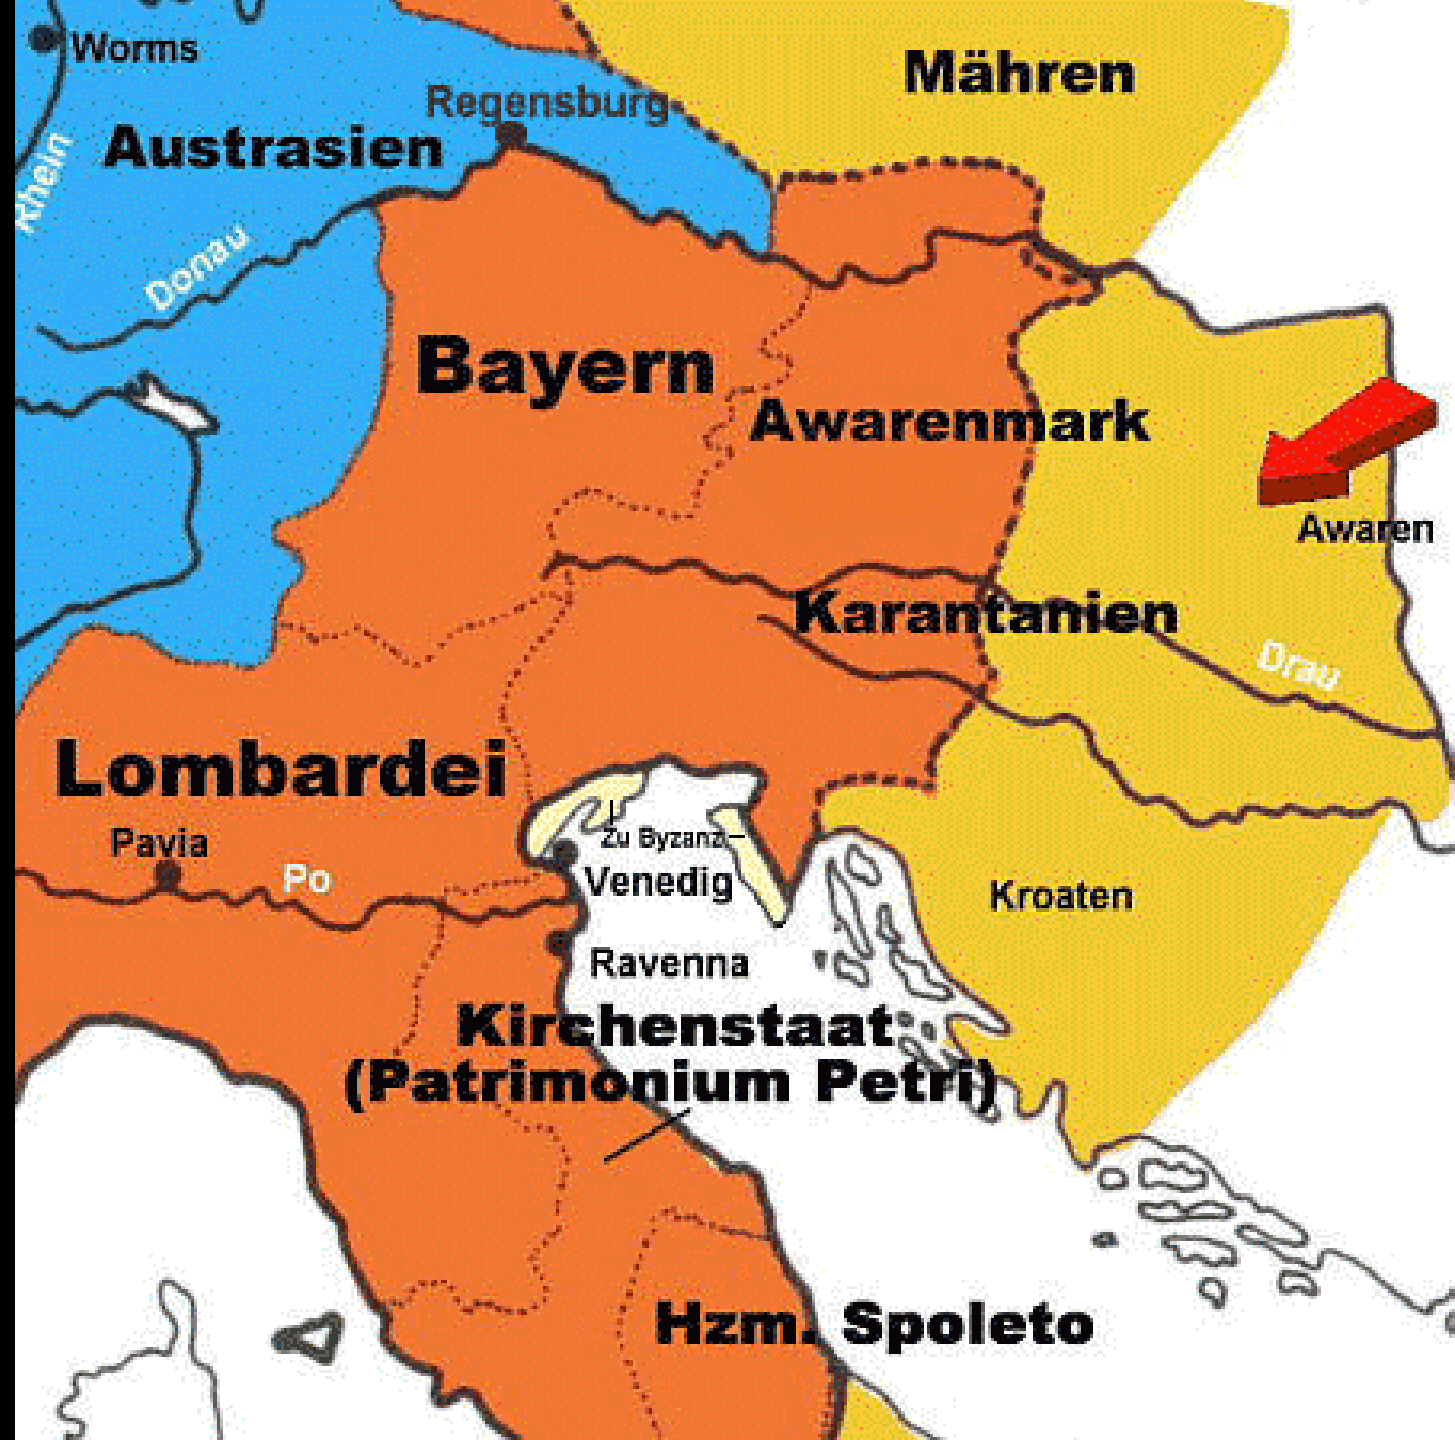 Worms
Mähren
Regensburg
Austrasien
Rhein
Donau
Bayern
Awarenmark
Awaren
Karantanien
Drau
Lombardei
Pavia
Po
Zu Byzanz
Venedig
Kroaten
Ravenna
Kirchenstaat
(Patrimonium Petri)
Hzm. Spoleto